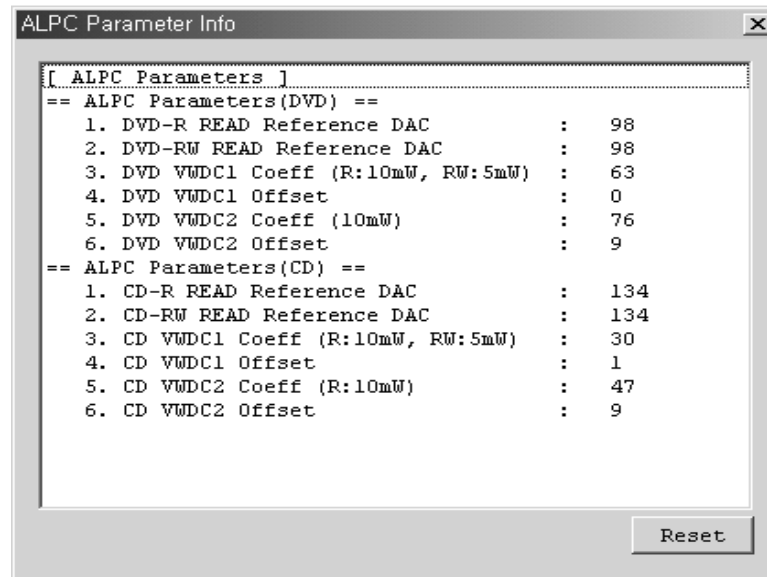 ALPC Parameter Info
[ ALPC Parameters ]
== ALPC Parameters(DVD) ==
1. DVD-R READ Reference DAC : 98
2. DVD-RW READ Reference DAC : 98
3. DVD VWDC1 Coeff (R:10mW, RW:5mW) : 63
4. DVD VWDC1 Offset : 0
5. DVD VWDC2 Coeff (10mW) : 76
6. DVD VWDC2 Offset : 9
== ALPC Parameters(CD) ==
1. CD-R READ Reference DAC : 134
2. CD-RW READ Reference DAC : 134
3. CD VWDC1 Coeff (R:10mW, RW:5mW) : 30
4. CD VWDC1 Offset : 1
5. CD VWDC2 Coeff (R:10mW) : 47
6. CD VWDC2 Offset : 9
Reset